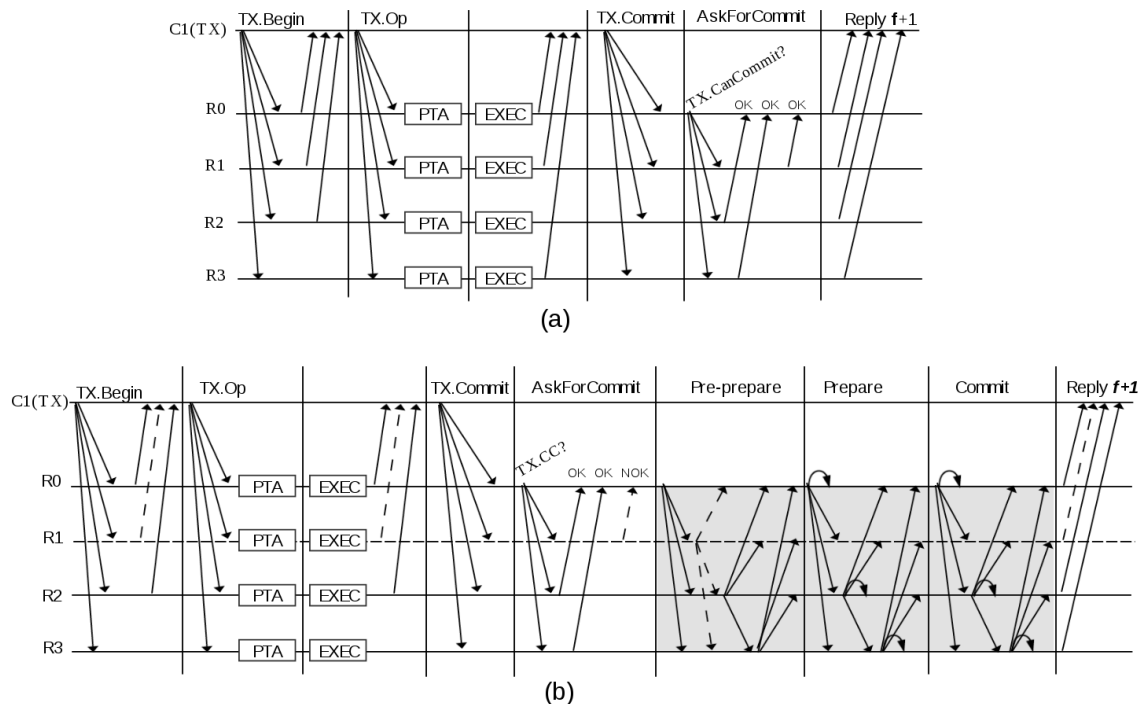 TX.Begin TX.Op TX.Commit AskForCommit Reply f+1
C1(TX)
TX.CanCommit?
OK OK OK
R0 PTA EXEC
R1 PTA EXEC
R2 PTA EXEC
R3 PTA EXEC
(a)
TX.Begin TX.Op TX.Commit AskForCommit Pre-prepare Prepare Commit Reply f+1
C1(TX)
TX.CC?
OK OK NOK
R0 PTA EXEC
R1 PTA EXEC
R2 PTA EXEC
R3 PTA EXEC
(b)